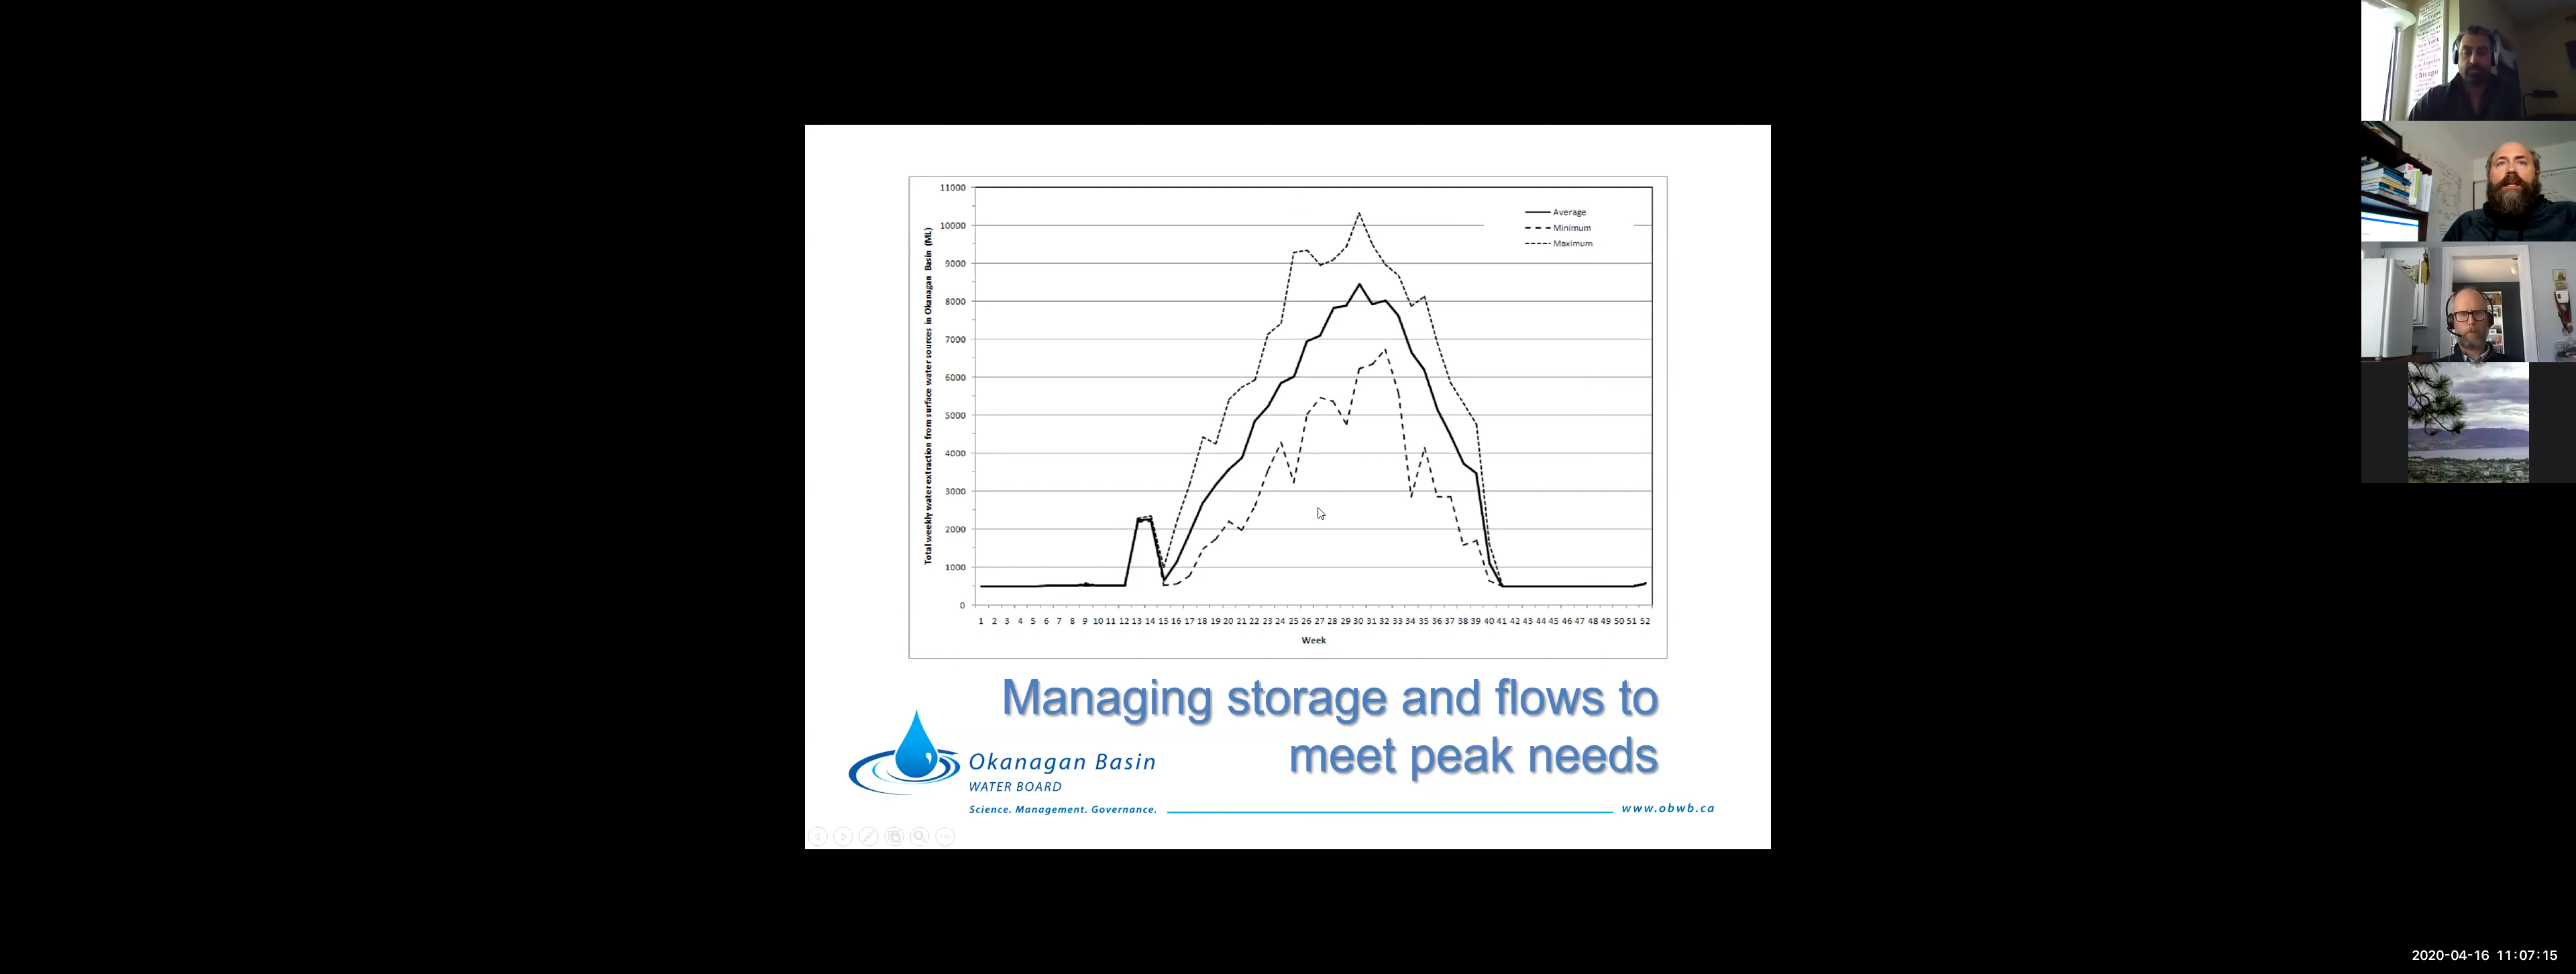 11000
10000
9000
8000
7000
6000
5000
4000
3000
2000
1000
0
Total weekly water extraction from surface water sources in Okanagan Basin (ML)
Average
Minimum
Maximum
1 2 3 4 5 6 7 8 9 10 11 12 13 14 15 16 17 18 19 20 21 22 23 24 25 26 27 28 29 30 31 32 33 34 35 36 37 38 39 40 41 42 43 44 45 46 47 48 49 50 51 52
Week
Managing storage and flows to
meet peak needs
Okanagan Basin
WATER BOARD
Science. Management. Governance.
www.obwb.ca
New York
Los Angeles
Chicago
2020-04-16 11:07:15